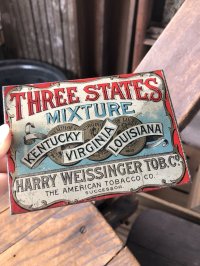 THREE STATES
MIXTURE
KENTUCKY
VIRGINIA
LOUISIANA
HARRY WEISSINGER TOB. Co.
THE AMERICAN TOBACCO CO.
SUCCESSOR